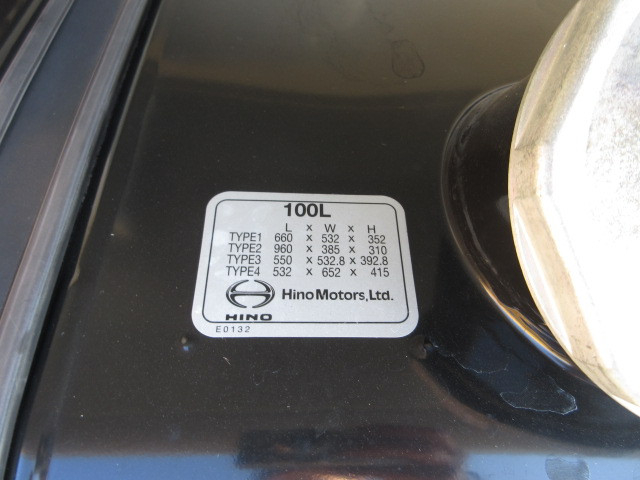 100L
L x W x H
TYPE1 660 x 532 x 352
TYPE2 960 x 385 x 310
TYPE3 550 x 532.8 x 392.8
TYPE4 532 x 652 x 415
Hino Motors, Ltd.
HINO
E0132